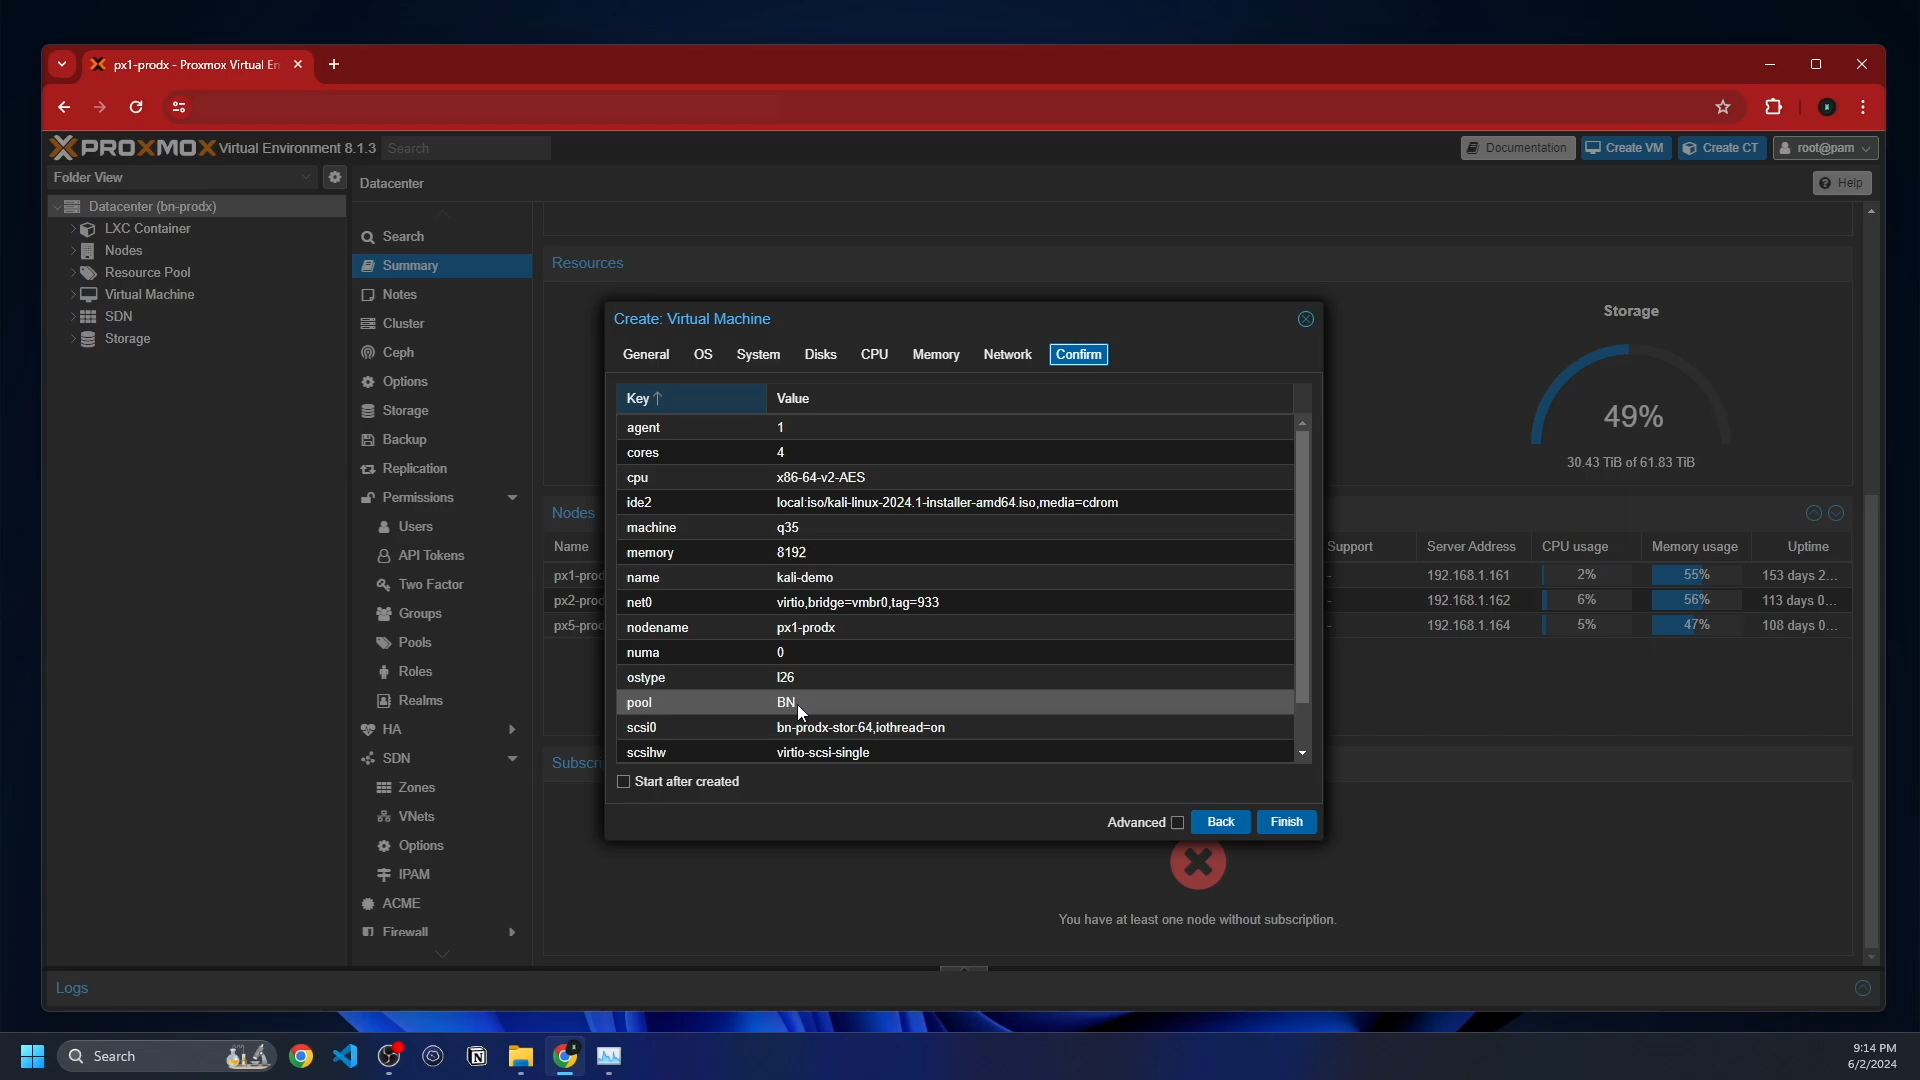 px1-prodx - Proxmox Virtual En
PROXMOX Virtual Environment 8.1.3
Search
Documentation
Create VM
Create CT
root@pam
Folder View
Datacenter
Help
Datacenter (bn-prodx)
LXC Container
Nodes
Resource Pool
Virtual Machine
SDN
Storage
Search
Summary
Notes
Cluster
Ceph
Options
Storage
Backup
Replication
Permissions
Users
API Tokens
Two Factor
Groups
Pools
Roles
Realms
HA
SDN
Zones
VNets
Options
IPAM
ACME
Firewall
Resources
Storage
49%
30.43 TiB of 61.83 TiB
Create: Virtual Machine
General OS System Disks CPU Memory Network Confirm
Key Value
agent 1
cores 4
cpu x86-64-v2-AES
ide2 local:iso/kali-linux-2024.1-installer-amd64.iso,media=cdrom
machine q35
memory 8192
name kali-demo
net0 virtio,bridge=vmbr0,tag=933
nodename px1-prodx
numa 0
ostype l26
pool BN
scsi0 bn-prodx-stor:64,iothread=on
scsihw virtio-scsi-single
Start after created
Advanced
Back
Finish
Nodes
Name Support Server Address CPU usage Memory usage Uptime
px1-prod - 192.168.1.161 2% 55% 153 days 2...
px2-prod - 192.168.1.162 6% 56% 113 days 0...
px5-prod - 192.168.1.164 5% 47% 108 days 0...
Subscr
You have at least one node without subscription.
Logs
Search
9:14 PM
6/2/2024